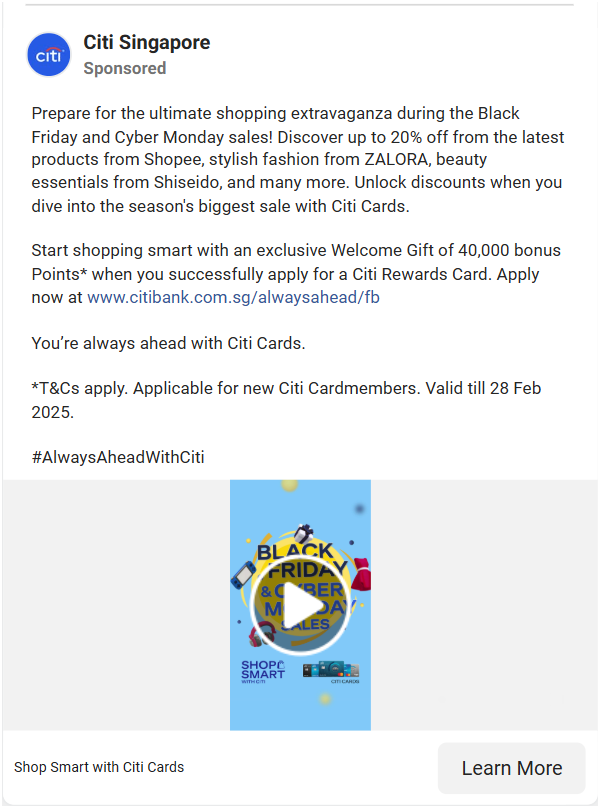 citi
Citi Singapore
Sponsored
Prepare for the ultimate shopping extravaganza during the Black
Friday and Cyber Monday sales! Discover up to 20% off from the latest
products from Shopee, stylish fashion from ZALORA, beauty
essentials from Shiseido, and many more. Unlock discounts when you
dive into the season's biggest sale with Citi Cards.
Start shopping smart with an exclusive Welcome Gift of 40,000 bonus
Points* when you successfully apply for a Citi Rewards Card. Apply
now at www.citibank.com.sg/alwaysahead/fb
You’re always ahead with Citi Cards.
*T&Cs apply. Applicable for new Citi Cardmembers. Valid till 28 Feb
2025.
#AlwaysAheadWithCiti
BLACK
FRIDAY
& CYBER
MONDAY
SALES
SHOP
SMART
WITH CITI
CITI CARDS
Shop Smart with Citi Cards
Learn More